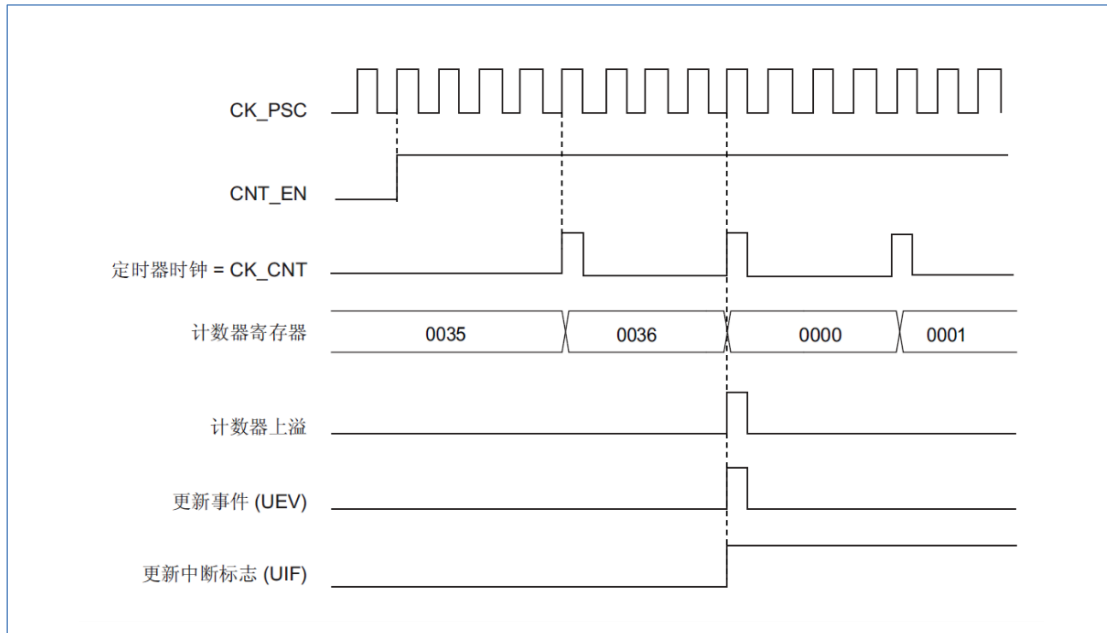 CK_PSC
CNT_EN
定时器时钟 = CK_CNT
计数器寄存器 0035 0036 0000 0001
计数器上溢
更新事件 (UEV)
更新中断标志 (UIF)